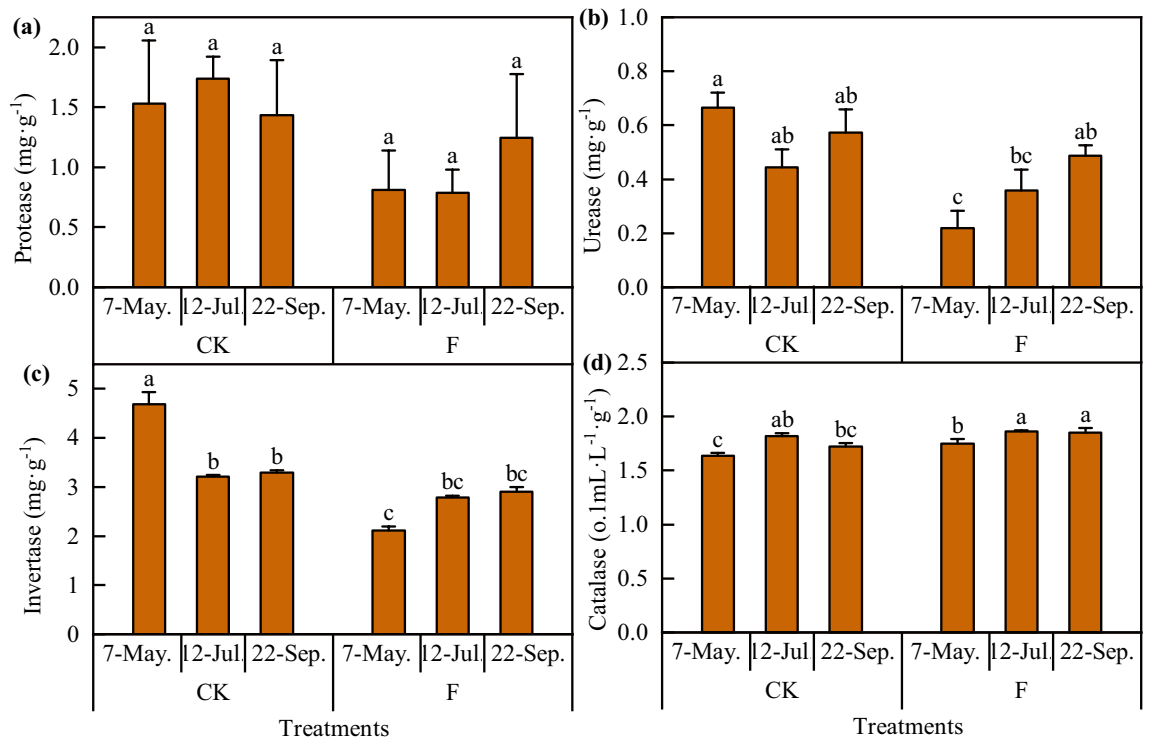 (a)
Protease (mg·g⁻¹)
2.0
1.5
1.0
0.5
0.0
a a a a a a
7-May. 12-Jul. 22-Sep. 7-May. 12-Jul. 22-Sep.
CK F
(b)
Urease (mg·g⁻¹)
1.0
0.8
0.6
0.4
0.2
0.0
a ab ab c bc ab
7-May. 12-Jul. 22-Sep. 7-May. 12-Jul. 22-Sep.
CK F
(c)
Invertase (mg·g⁻¹)
5
4
3
2
1
0
a b b c bc bc
7-May. 12-Jul. 22-Sep. 7-May. 12-Jul. 22-Sep.
CK F
Treatments
(d)
Catalase (o.1mL·L⁻¹·g⁻¹)
2.5
2.0
1.5
1.0
0.5
0.0
c ab bc b a a
7-May. 12-Jul. 22-Sep. 7-May. 12-Jul. 22-Sep.
CK F
Treatments